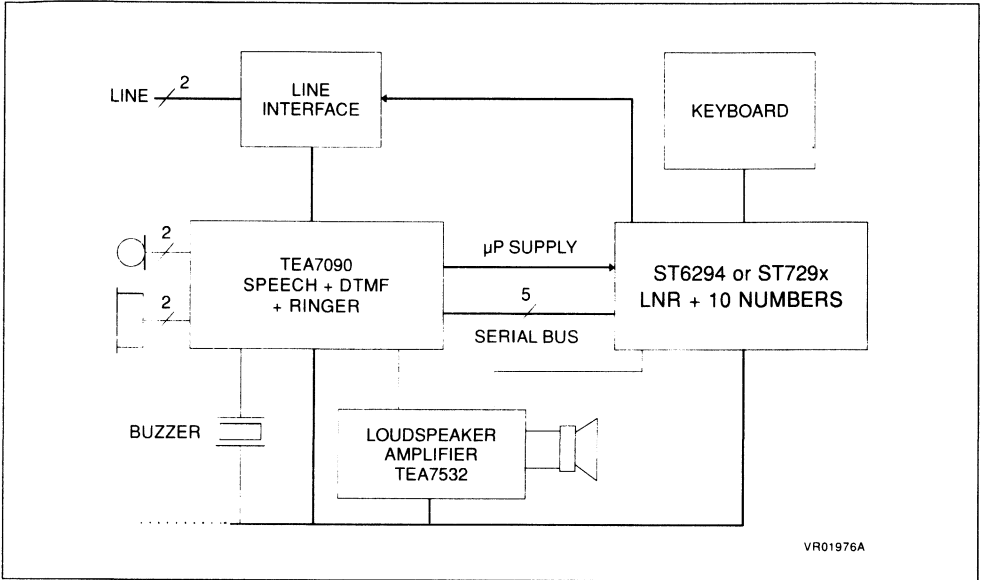 LINE
2
LINE
INTERFACE
KEYBOARD
2
2
TEA7090
SPEECH + DTMF
+ RINGER
µP SUPPLY
5
SERIAL BUS
ST6294 or ST729x
LNR + 10 NUMBERS
BUZZER
LOUDSPEAKER
AMPLIFIER
TEA7532
VR01976A